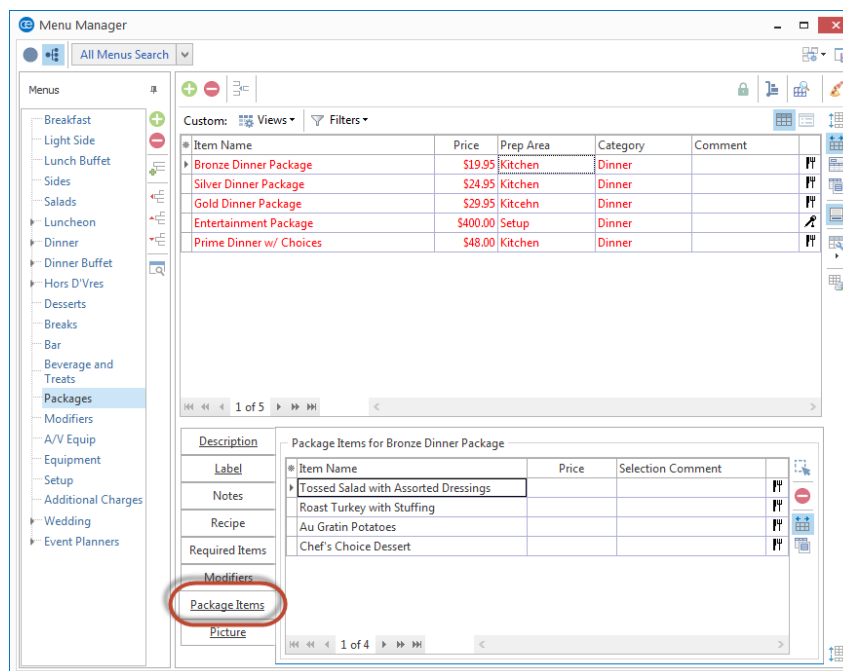 Menu Manager
All Menus Search
Menus
Breakfast
Light Side
Lunch Buffet
Sides
Salads
Luncheon
Dinner
Dinner Buffet
Hors D'Vres
Desserts
Breaks
Bar
Beverage and
Treats
Packages
Modifiers
A/V Equip
Equipment
Setup
Additional Charges
Wedding
Event Planners
Custom: Views Filters
Item Name Price Prep Area Category Comment
Bronze Dinner Package $19.95 Kitchen Dinner
Silver Dinner Package $24.95 Kitchen Dinner
Gold Dinner Package $29.95 Kitcehn Dinner
Entertainment Package $400.00 Setup Dinner
Prime Dinner w/ Choices $48.00 Kitchen Dinner
1 of 5
Description
Label
Notes
Recipe
Required Items
Modifiers
Package Items
Picture
Package Items for Bronze Dinner Package
Item Name Price Selection Comment
Tossed Salad with Assorted Dressings
Roast Turkey with Stuffing
Au Gratin Potatoes
Chef's Choice Dessert
1 of 4